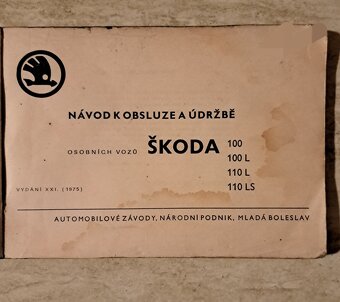 NÁVOD K OBSLUZE A ÚDRŽBĚ
OSOBNÍCH VOZŮ ŠKODA 100
100 L
110 L
110 LS
VYDÁNÍ XXI. (1975)
AUTOMOBILOVÉ ZÁVODY, NÁRODNÍ PODNIK, MLADÁ BOLESLAV